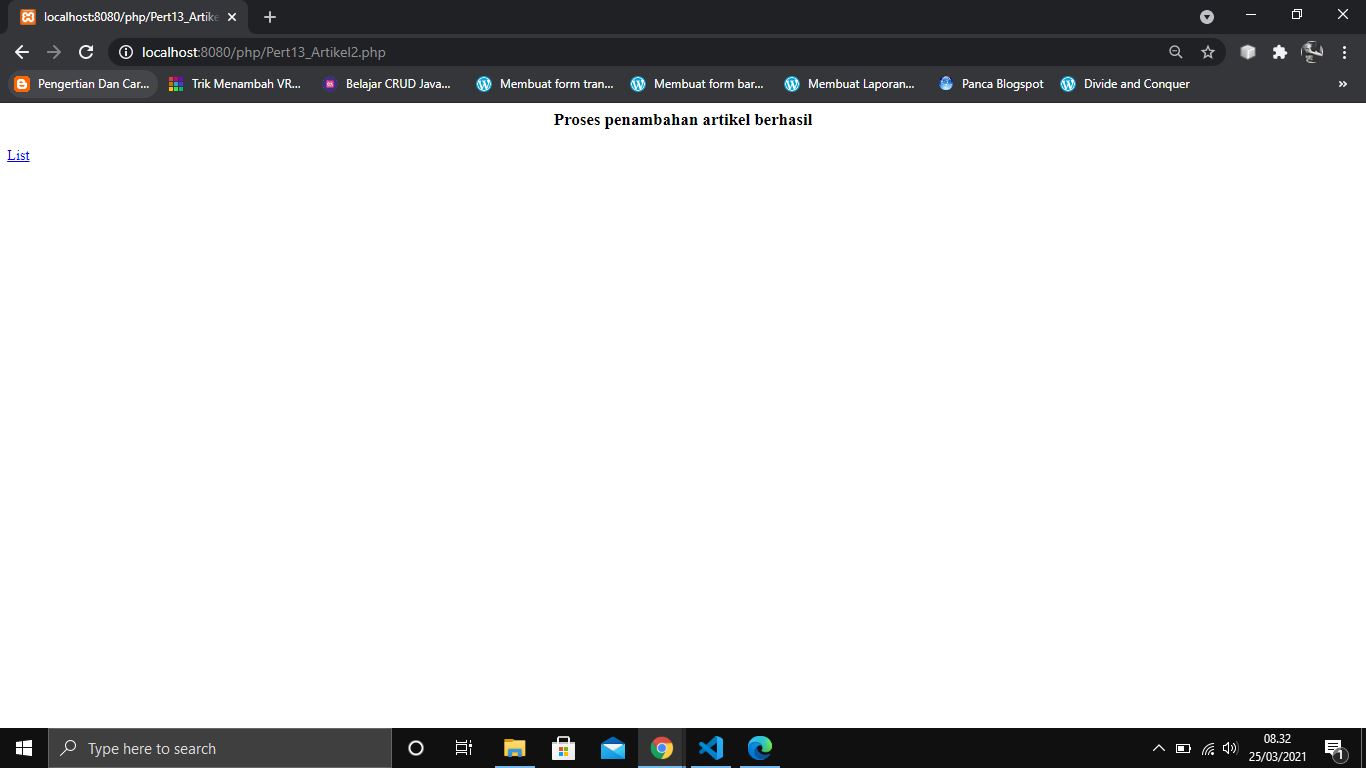 localhost:8080/php/Pert13_Artike
localhost:8080/php/Pert13_Artikel2.php
Pengertian Dan Car... Trik Menambah VR... Belajar CRUD Java... Membuat form tran... Membuat form bar... Membuat Laporan... Panca Blogspot Divide and Conquer »
Proses penambahan artikel berhasil
List
Type here to search
08.32
25/03/2021
1